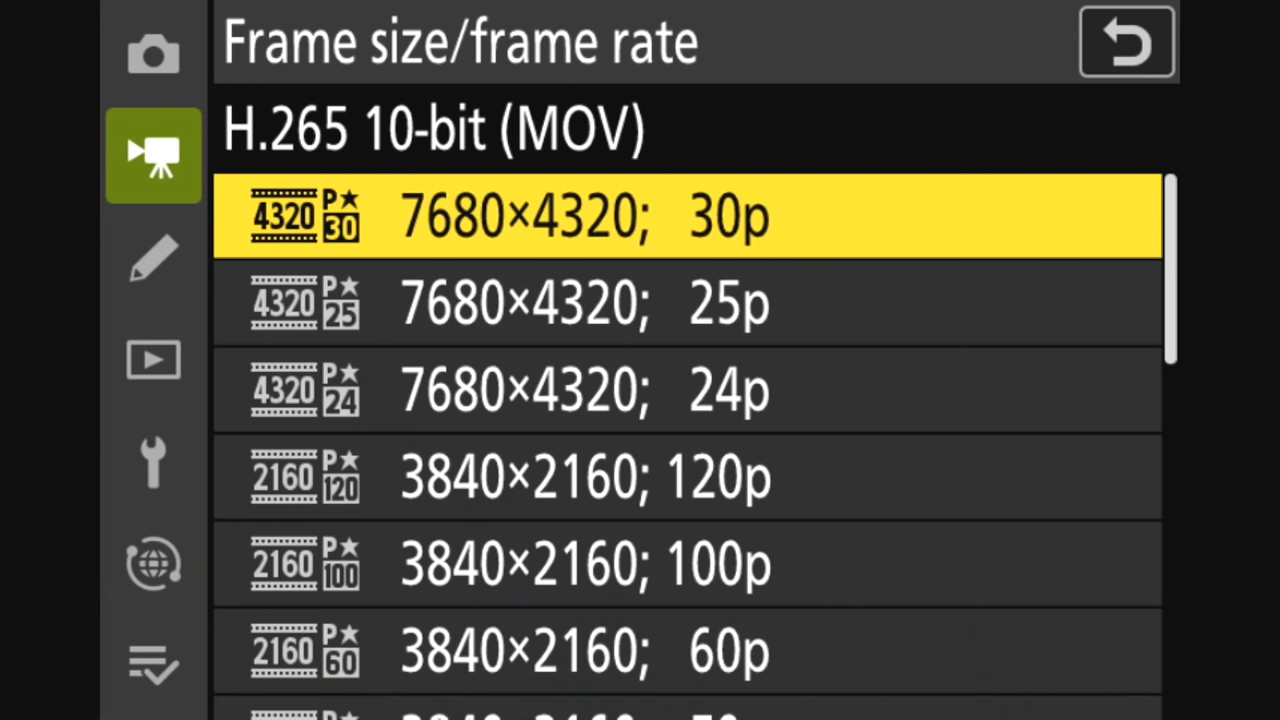 Frame size/frame rate
H.265 10-bit (MOV)
4320 P★ 30 7680×4320; 30p
4320 P★ 25 7680×4320; 25p
4320 P★ 24 7680×4320; 24p
2160 P★ 120 3840×2160; 120p
2160 P★ 100 3840×2160; 100p
2160 P★ 60 3840×2160; 60p